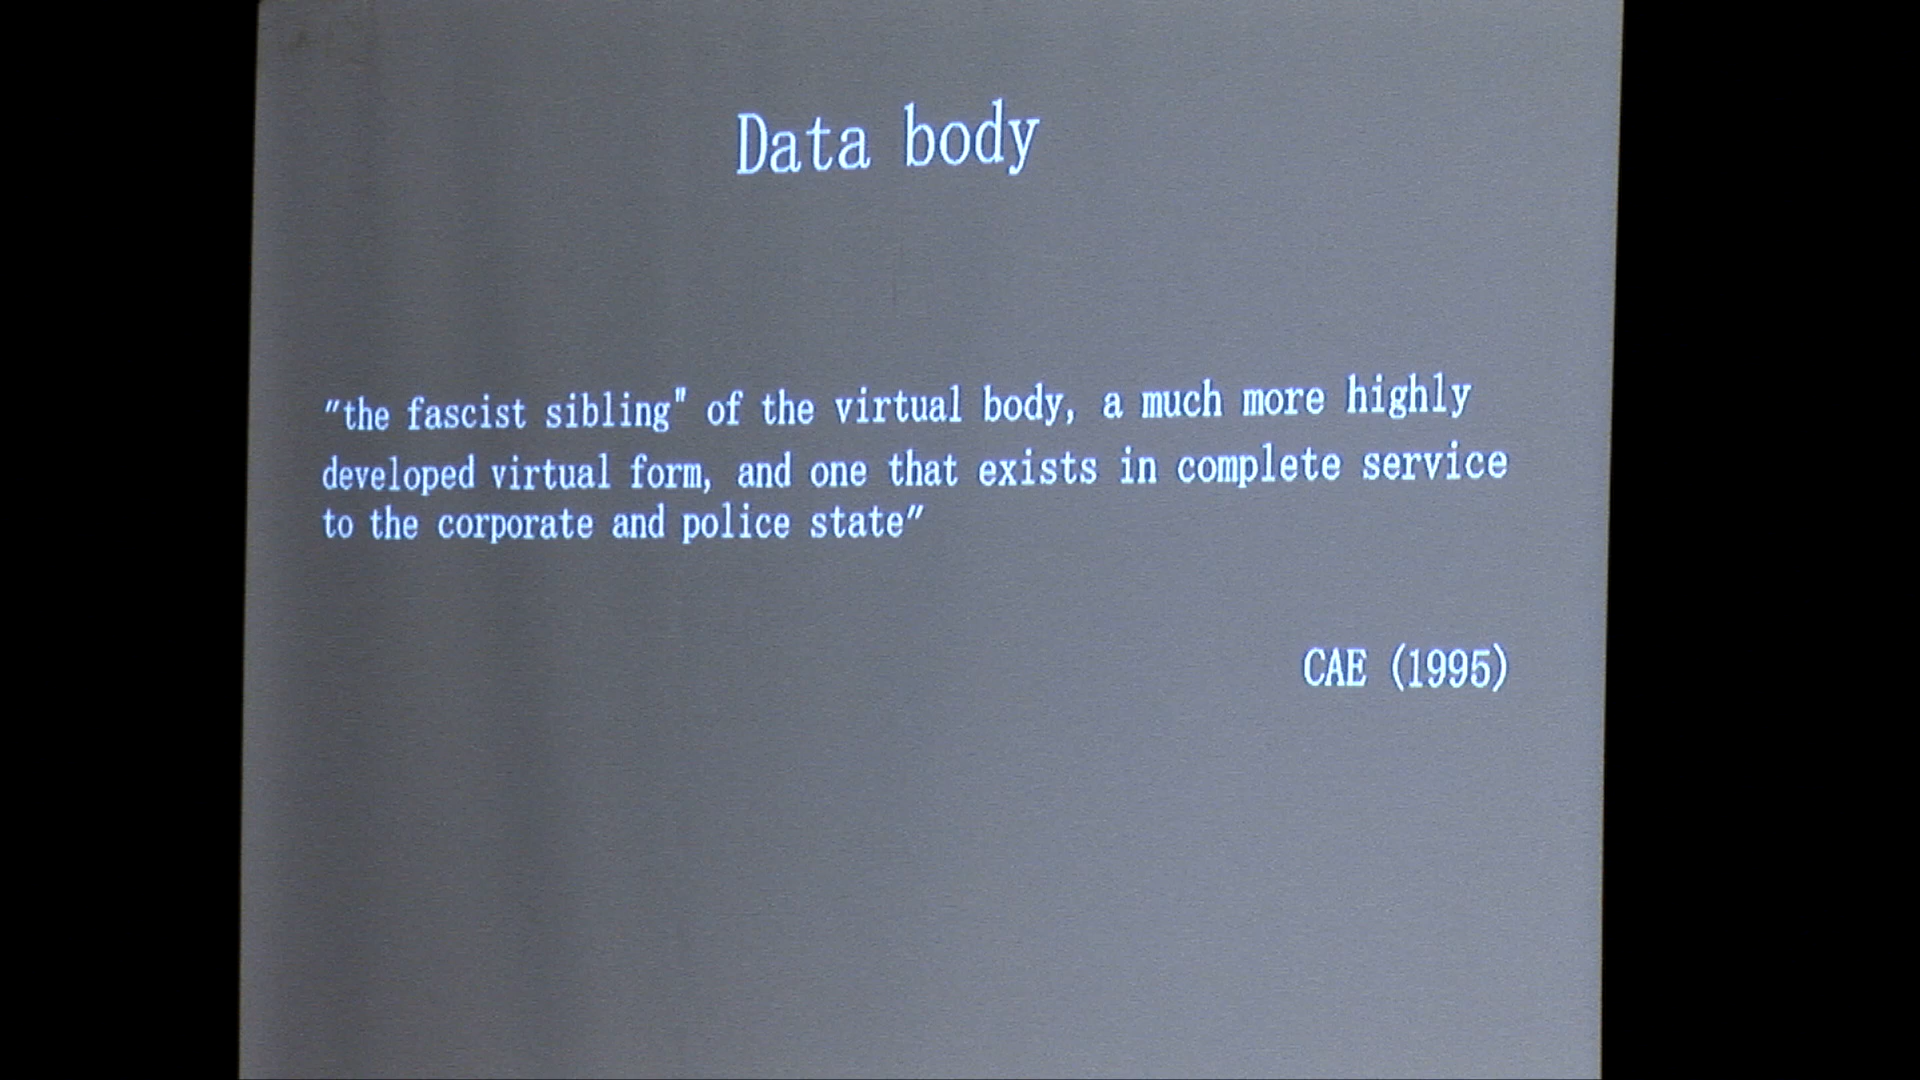 Data body
"the fascist sibling" of the virtual body, a much more highly
developed virtual form, and one that exists in complete service
to the corporate and police state"
CAE (1995)